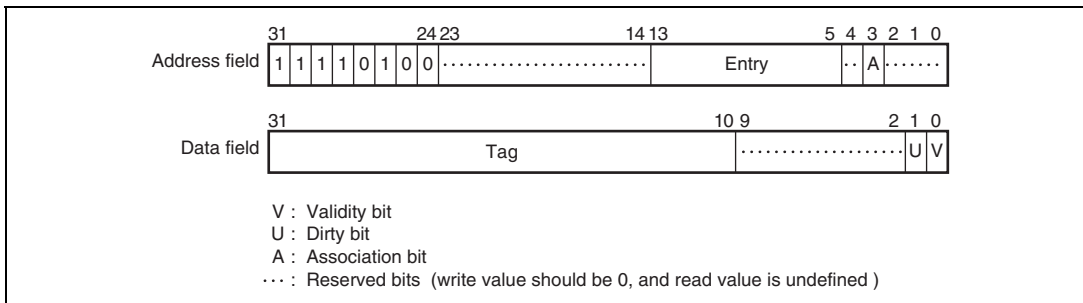 31 24 23 14 13 5 4 3 2 1 0
Address field 1 1 1 1 0 1 0 0 ........................ Entry .. A .......
31 10 9 2 1 0
Data field Tag ................... U V
V : Validity bit
U : Dirty bit
A : Association bit
··· : Reserved bits (write value should be 0, and read value is undefined )